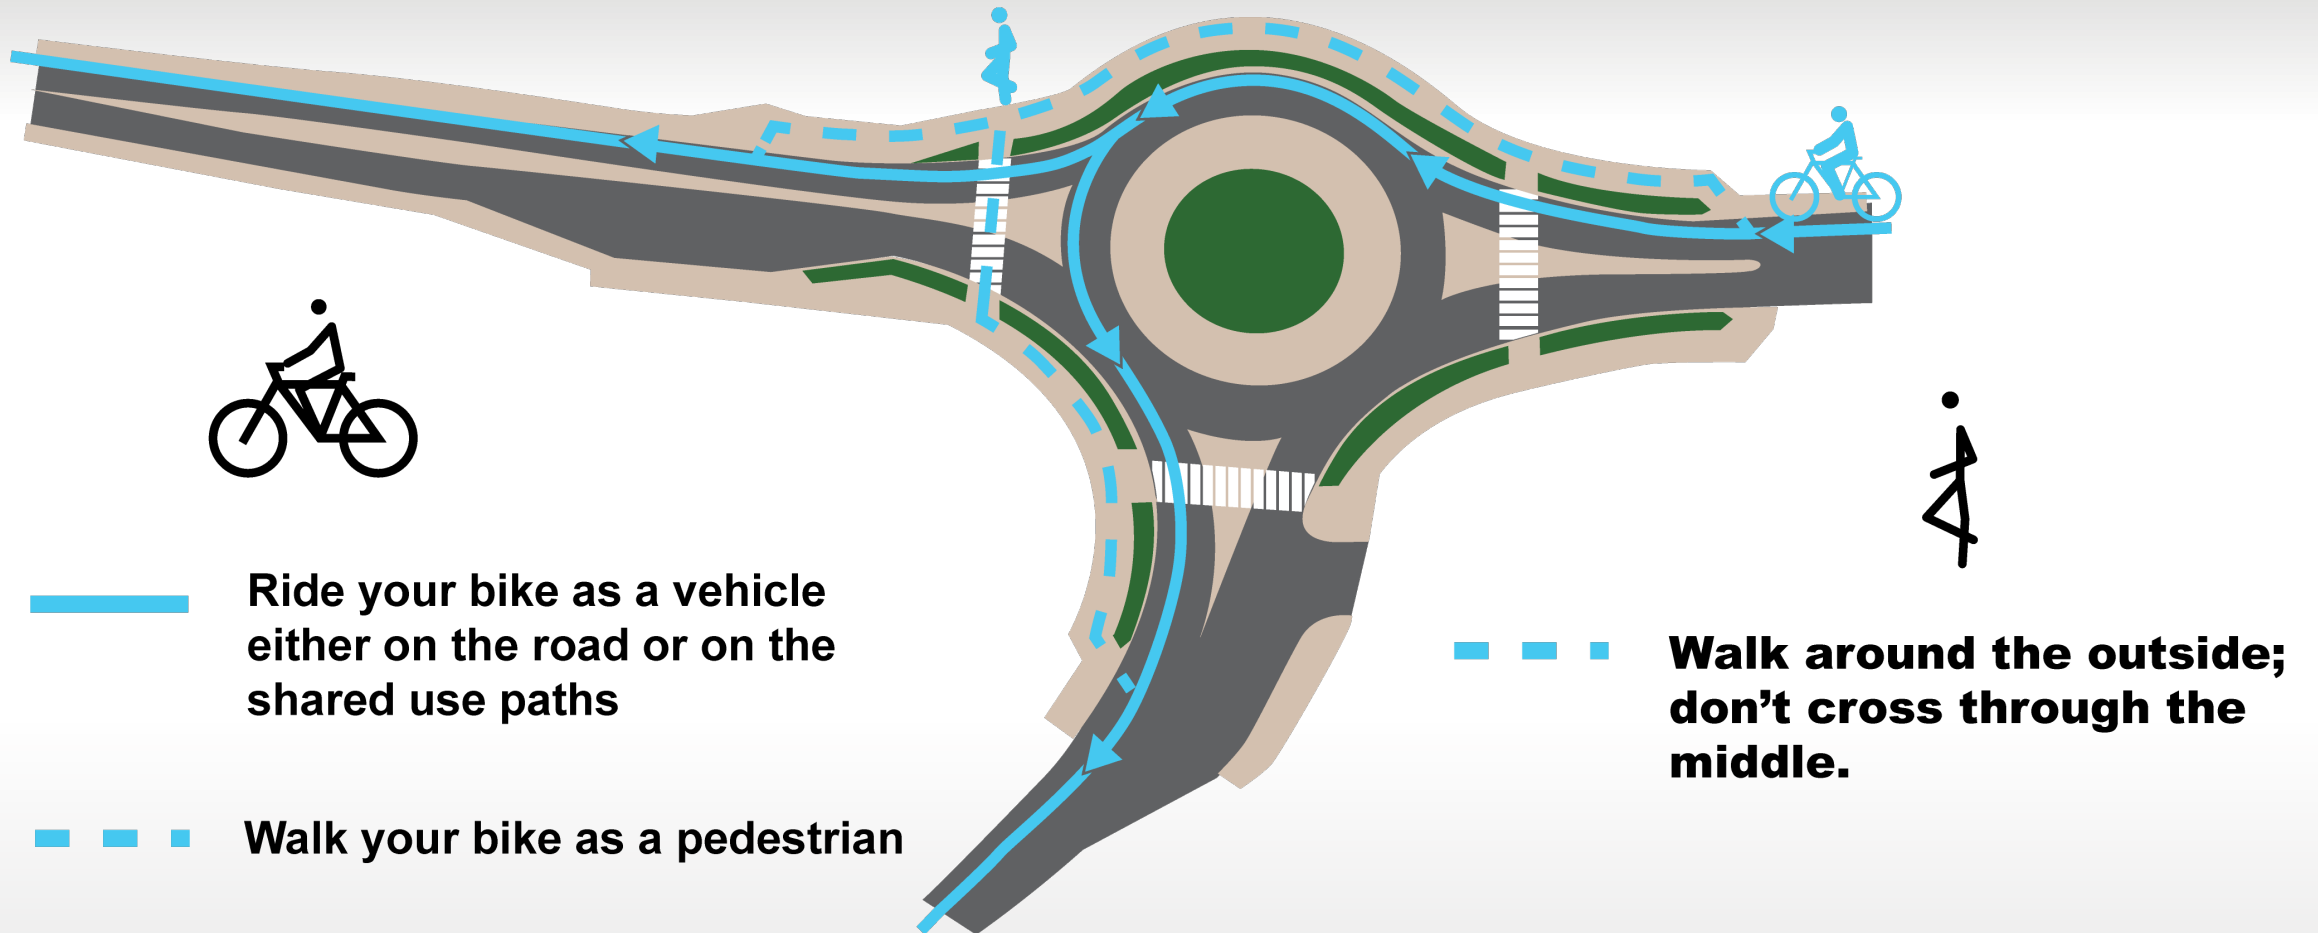 Ride your bike as a vehicle
either on the road or on the
shared use paths
Walk your bike as a pedestrian
Walk around the outside;
don’t cross through the
middle.